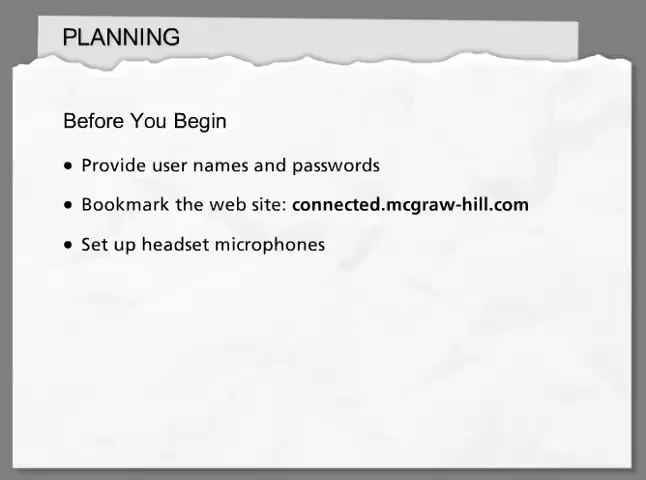 PLANNING
Before You Begin
• Provide user names and passwords
• Bookmark the web site: connected.mcgraw-hill.com
• Set up headset microphones